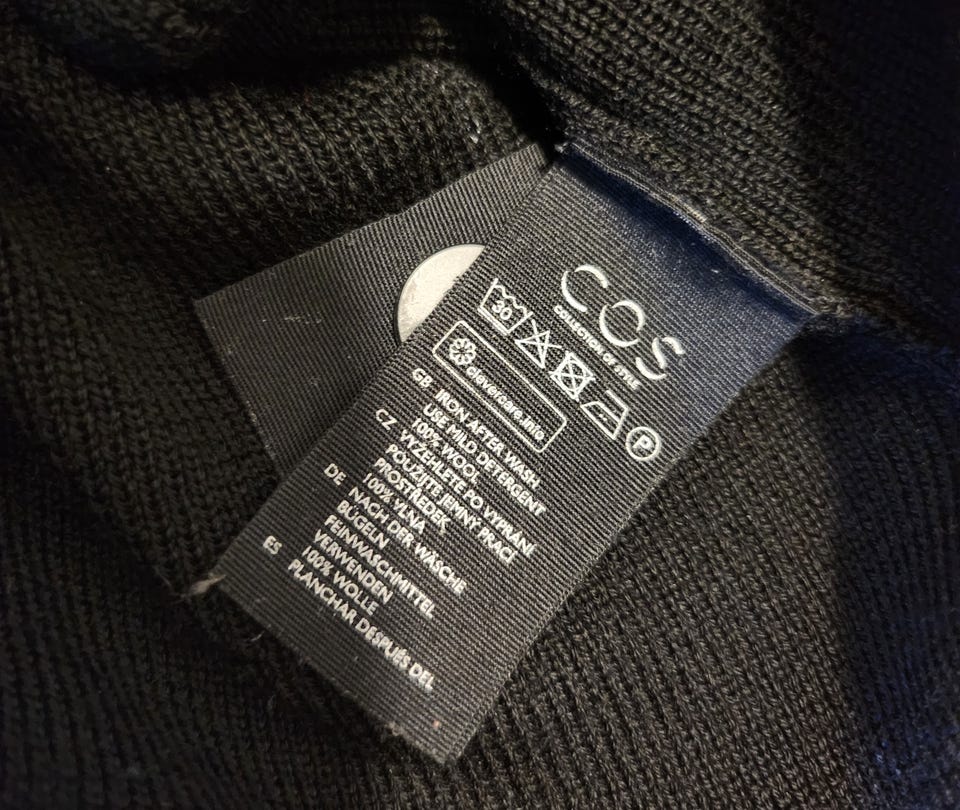 COS
COLLECTION OF STYLE
30
P
clevercare.info
GB IRON AFTER WASH
USE MILD DETERGENT
100% WOOL
CZ VYŽEHLETE PO VYPRÁNÍ
POUŽIJTE JEMNÝ PRACÍ
PROSTŘEDEK
100% VLNA
DE NACH DER WÄSCHE
BÜGELN
FEINWASCHMITTEL
VERWENDEN
100% WOLLE
ES PLANCHAR DESPUÉS DEL